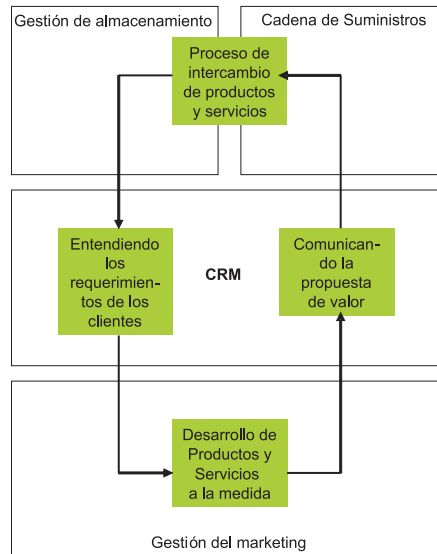 Gestión de almacenamiento
Cadena de Suministros
Proceso de
intercambio
de productos
y servicios
Entendiendo
los
requerimien-
tos de los
clientes
CRM
Comunican-
do la
propuesta
de valor
Desarrollo de
Productos y
Servicios
a la medida
Gestión del marketing